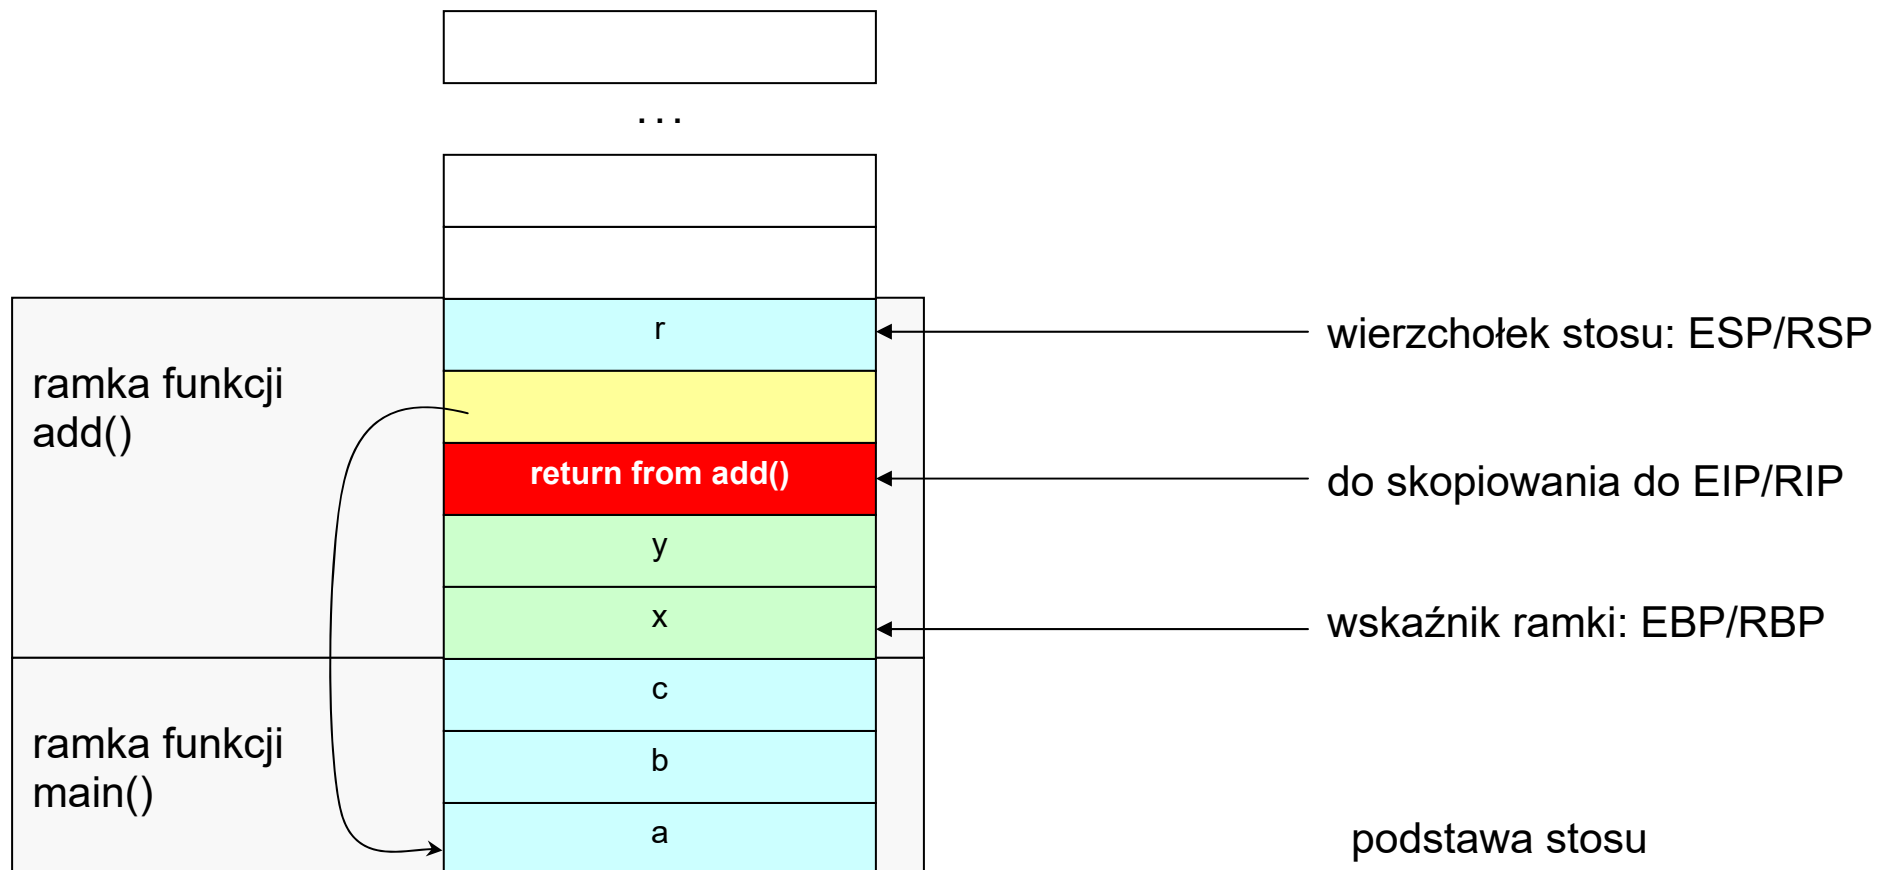 ...
r
wierzchołek stosu: ESP/RSP
ramka funkcji
add()
return from add()
do skopiowania do EIP/RIP
y
x
wskaźnik ramki: EBP/RBP
c
ramka funkcji
main()
b
a
podstawa stosu